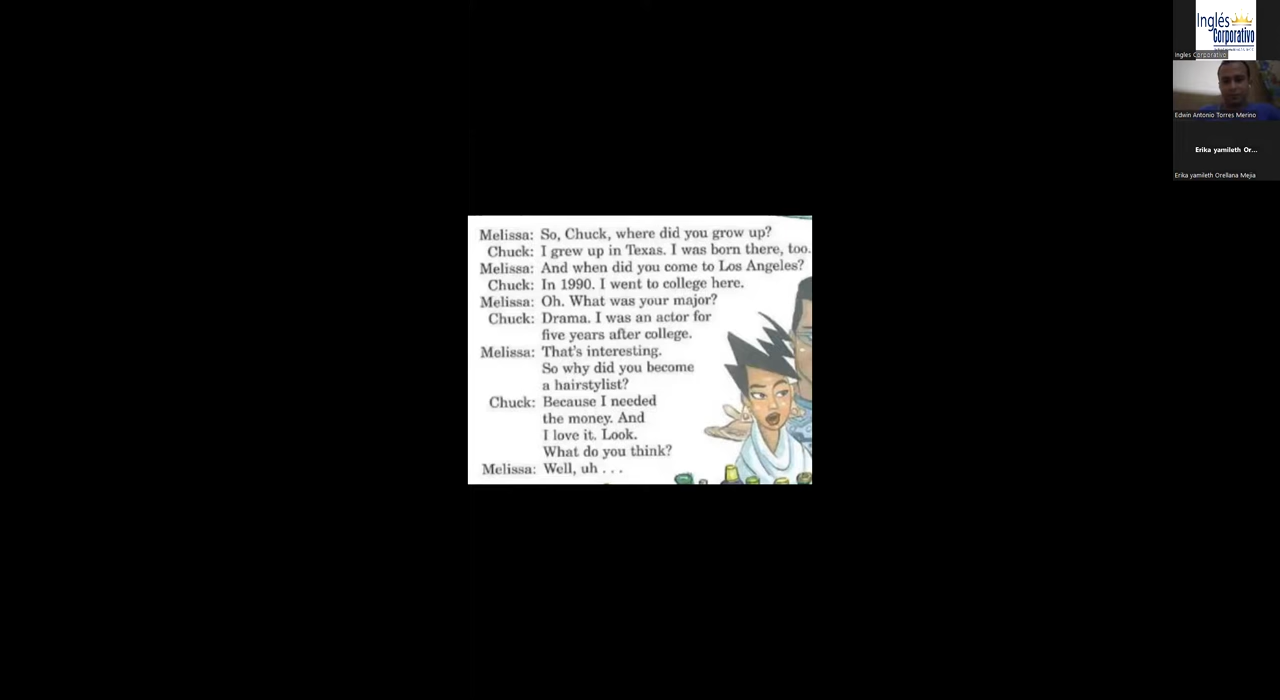 Inglés
Corporativo
Ingles Corporativo
Edwin Antonio Torres Merino
Erika yamileth Or...
Erika yamileth Orellana Mejia
Melissa: So, Chuck, where did you grow up?
Chuck: I grew up in Texas. I was born there, too.
Melissa: And when did you come to Los Angeles?
Chuck: In 1990. I went to college here.
Melissa: Oh. What was your major?
Chuck: Drama. I was an actor for
five years after college.
Melissa: That's interesting.
So why did you become
a hairstylist?
Chuck: Because I needed
the money. And
I love it. Look.
What do you think?
Melissa: Well, uh . . .